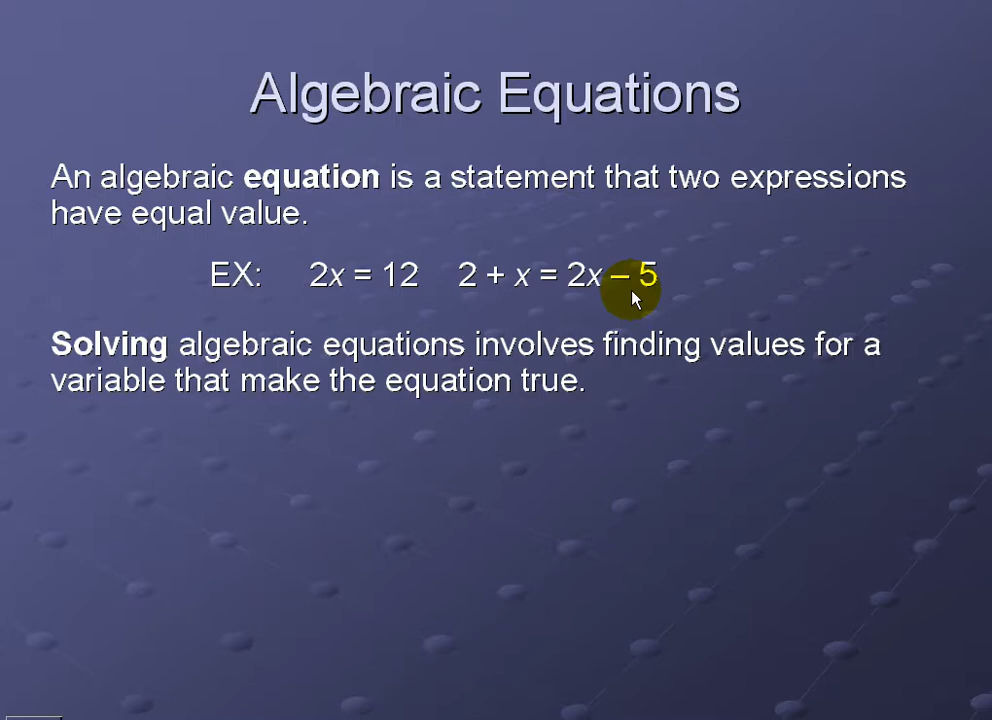 Algebraic Equations
An algebraic equation is a statement that two expressions
have equal value.
EX: 2x = 12 2 + x = 2x – 5
Solving algebraic equations involves finding values for a
variable that make the equation true.